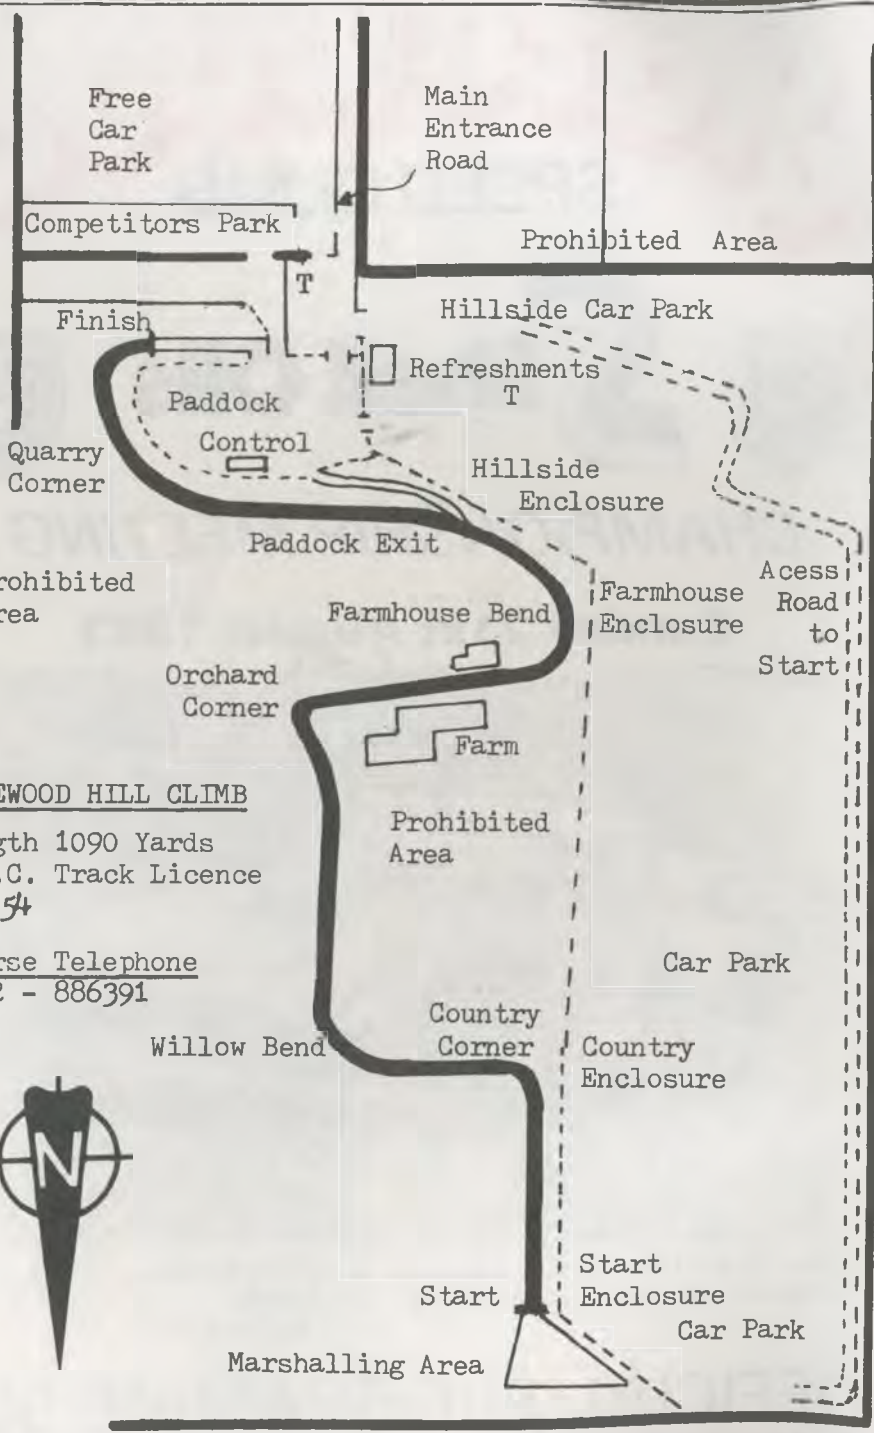 Free
Car
Park
Main
Entrance
Road
Competitors Park
Prohibited Area
T
Hillside Car Park
Finish
Refreshments
T
Paddock
Control
Quarry
Corner
Hillside
Enclosure
Paddock Exit
rohibited
rea
Farmhouse Bend
Farmhouse
Enclosure
Acess
Road
to
Start
Orchard
Corner
Farm
EWOOD HILL CLIMB
gth 1090 Yards
.C. Track Licence
54
Prohibited
Area
rse Telephone
2 - 886391
Car Park
Willow Bend
Country
Corner
Country
Enclosure
N
Start
Start
Enclosure
Car Park
Marshalling Area